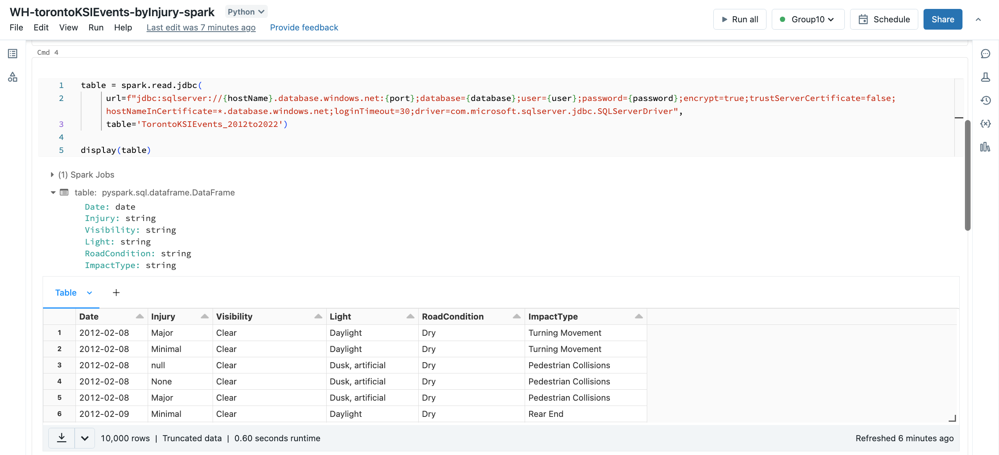 WH-torontoKSIEvents-byInjury-spark Python
File Edit View Run Help Last edit was 7 minutes ago Provide feedback
Run all Group10 Schedule Share
Cmd 4
1 table = spark.read.jdbc(
2 url=f"jdbc:sqlserver://{hostName}.database.windows.net:{port};database={database};user={user};password={password};encrypt=true;trustServerCertificate=false;
hostNameInCertificate=*.database.windows.net;loginTimeout=30;driver=com.microsoft.sqlserver.jdbc.SQLServerDriver",
3 table='TorontoKSIEvents_2012to2022')
4
5 display(table)
(1) Spark Jobs
table: pyspark.sql.dataframe.DataFrame
Date: date
Injury: string
Visibility: string
Light: string
RoadCondition: string
ImpactType: string
Table +
Date Injury Visibility Light RoadCondition ImpactType
1 2012-02-08 Major Clear Daylight Dry Turning Movement
2 2012-02-08 Minimal Clear Daylight Dry Turning Movement
3 2012-02-08 null Clear Dusk, artificial Dry Pedestrian Collisions
4 2012-02-08 None Clear Dusk, artificial Dry Pedestrian Collisions
5 2012-02-08 Major Clear Dusk, artificial Dry Pedestrian Collisions
6 2012-02-09 Minimal Clear Daylight Dry Rear End
10,000 rows | Truncated data | 0.60 seconds runtime Refreshed 6 minutes ago